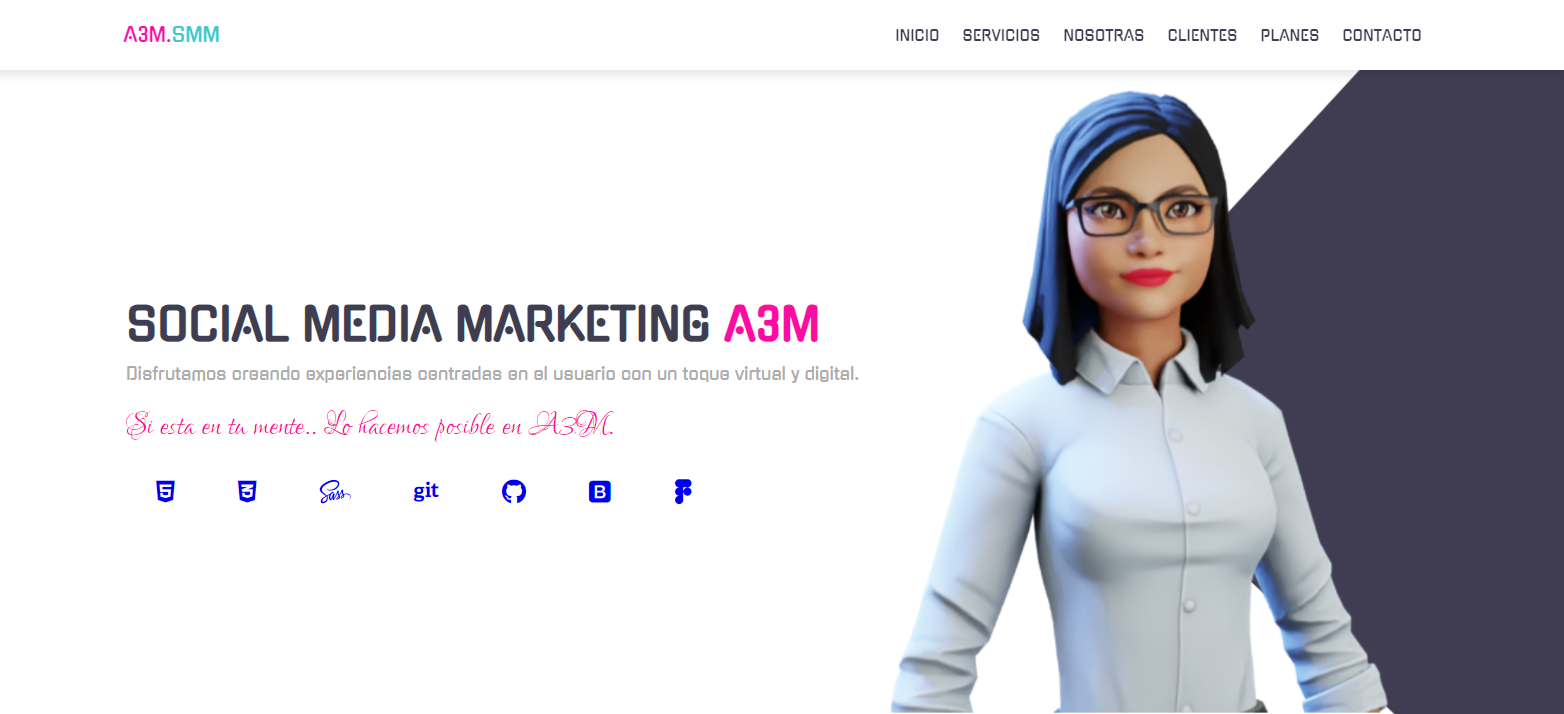 A3M.SMM
INICIO SERVICIOS NOSOTRAS CLIENTES PLANES CONTACTO
SOCIAL MEDIA MARKETING A3M
Disfrutamos creando experiencias centradas en el usuario con un toque virtual y digital.
Si esta en tu mente.. Lo hacemos posible en A3M.
5 3 Sass git B